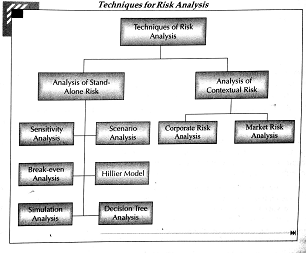 Techniques for Risk Analysis
Techniques of Risk
Analysis
Analysis of Stand-
Alone Risk
Analysis of
Contextual Risk
Sensitivity
Analysis
Scenario
Analysis
Corporate Risk
Analysis
Market Risk
Analysis
Break-even
Analysis
Hillier Model
Simulation
Analysis
Decision Tree
Analysis